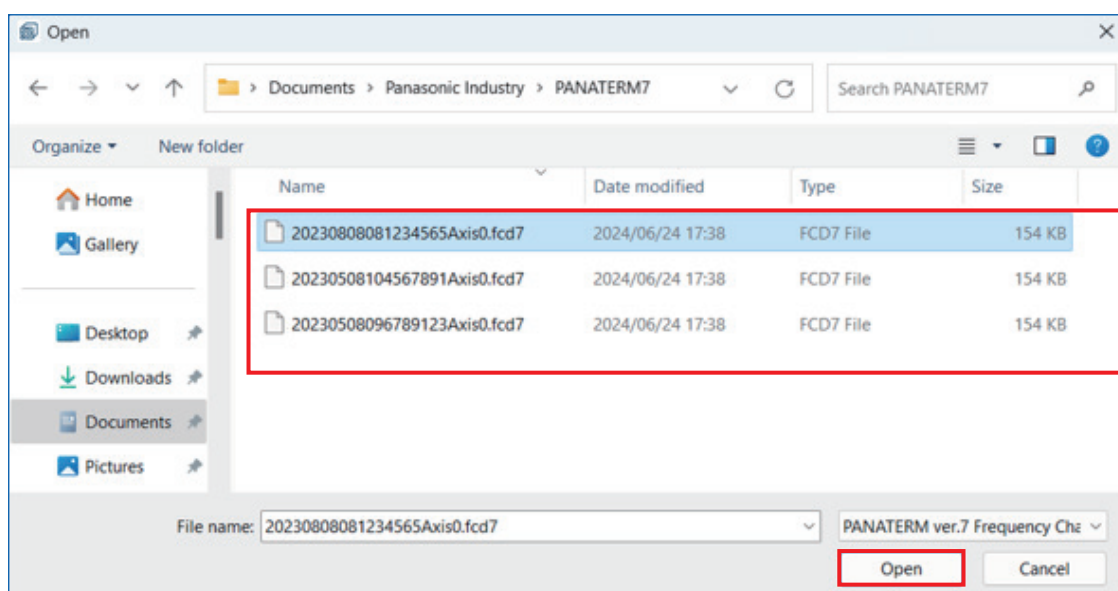 Open
Documents > Panasonic Industry > PANATERM7
Search PANATERM7
Organize
New folder
Name Date modified Type Size
Home
Gallery
20230808081234565Axis0.fcd7 2024/06/24 17:38 FCD7 File 154 KB
20230508104567891Axis0.fcd7 2024/06/24 17:38 FCD7 File 154 KB
20230508096789123Axis0.fcd7 2024/06/24 17:38 FCD7 File 154 KB
Desktop
Downloads
Documents
Pictures
File name: 20230808081234565Axis0.fcd7
PANATERM ver.7 Frequency Cha
Open
Cancel